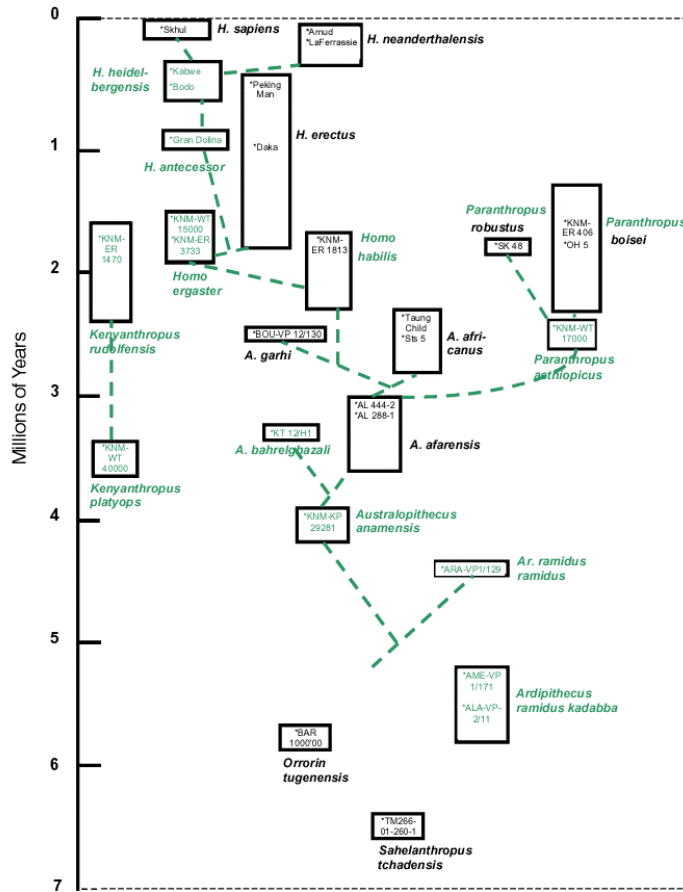 0
*Skhul
H. sapiens
*Amud
*LaFerrassie
H. neanderthalensis
H. heidel-
bergensis
*Kabwe
*Bodo
*Peking
Man
*Daka
H. erectus
1
*Gran Dolina
H. antecessor
*KNM-WT
15000
*KNM-ER
3733
Homo
ergaster
*KNM-
ER
1470
Kenyanthropus
rudolfensis
*KNM-
ER 1813
Homo
habilis
Paranthropus
robustus
*SK 48
*KNM-
ER 406
*OH 5
Paranthropus
boisei
2
*BOU-VP 12/130
A. garhi
*Taung
Child
*Sts 5
A. afri-
canus
*KNM-WT
17000
Paranthropus
aethiopicus
Millions of Years
3
*AL 444-2
*AL 288-1
A. afarensis
*KT 12/H1
A. bahrelghazali
*KNM-
WT
40000
Kenyanthropus
platyops
4
*KNM-KP
29281
Australopithecus
anamensis
*ARA-VP1/129
Ar. ramidus
ramidus
5
*AME-VP
1/171
*ALA-VP-
2/11
Ardipithecus
ramidus kadabba
*BAR
1000'00
Orrorin
tugenensis
6
*TM266-
01-260-1
Sahelanthropus
tchadensis
7